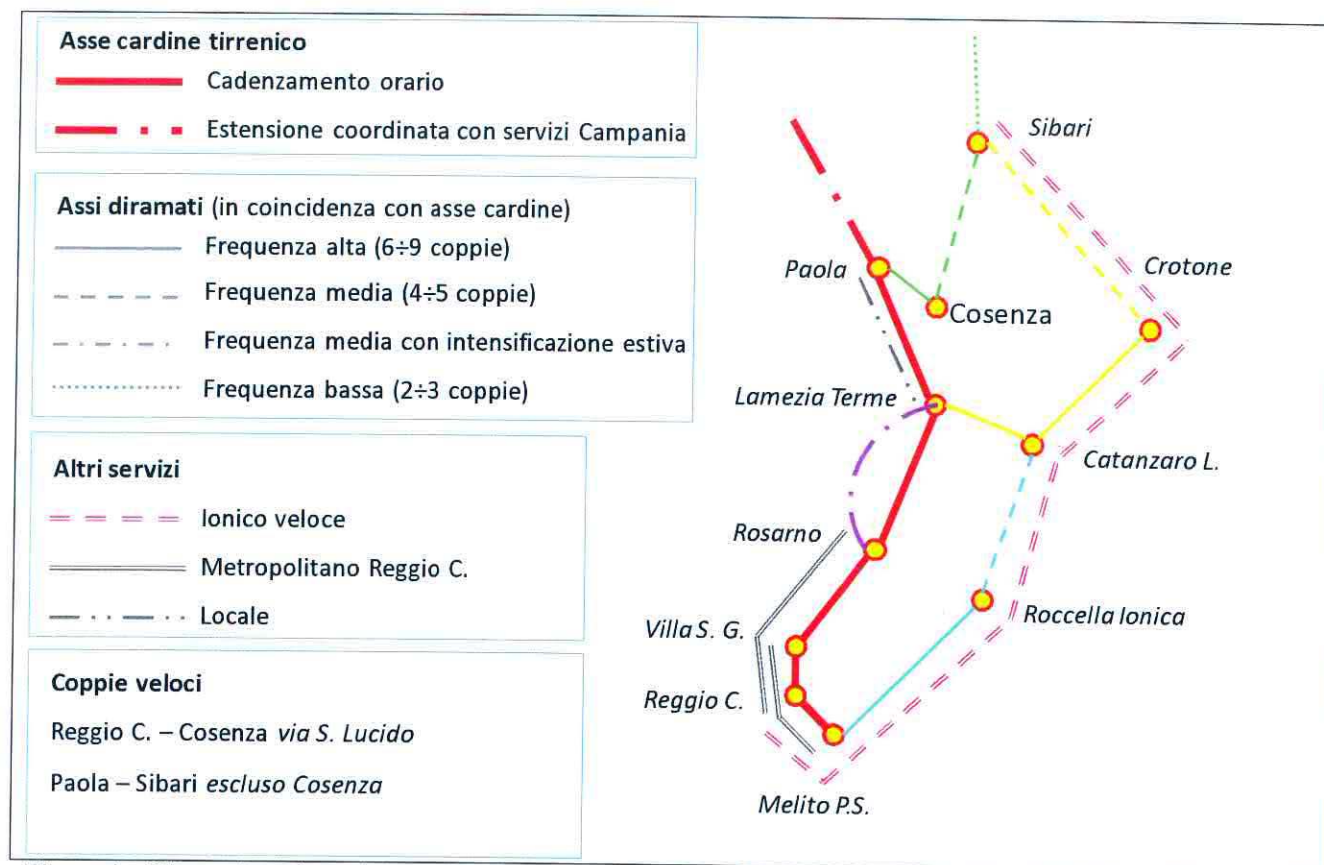 Asse cardine tirrenico
Cadenzamento orario
Estensione coordinata con servizi Campania
Assi diramati (in coincidenza con asse cardine)
Frequenza alta (6÷9 coppie)
Frequenza media (4÷5 coppie)
Frequenza media con intensificazione estiva
Frequenza bassa (2÷3 coppie)
Altri servizi
Ionico veloce
Metropolitano Reggio C.
Locale
Coppie veloci
Reggio C. – Cosenza via S. Lucido
Paola – Sibari escluso Cosenza
Sibari
Paola
Crotone
Cosenza
Lamezia Terme
Catanzaro L.
Rosarno
Roccella Ionica
Villa S. G.
Reggio C.
Melito P.S.